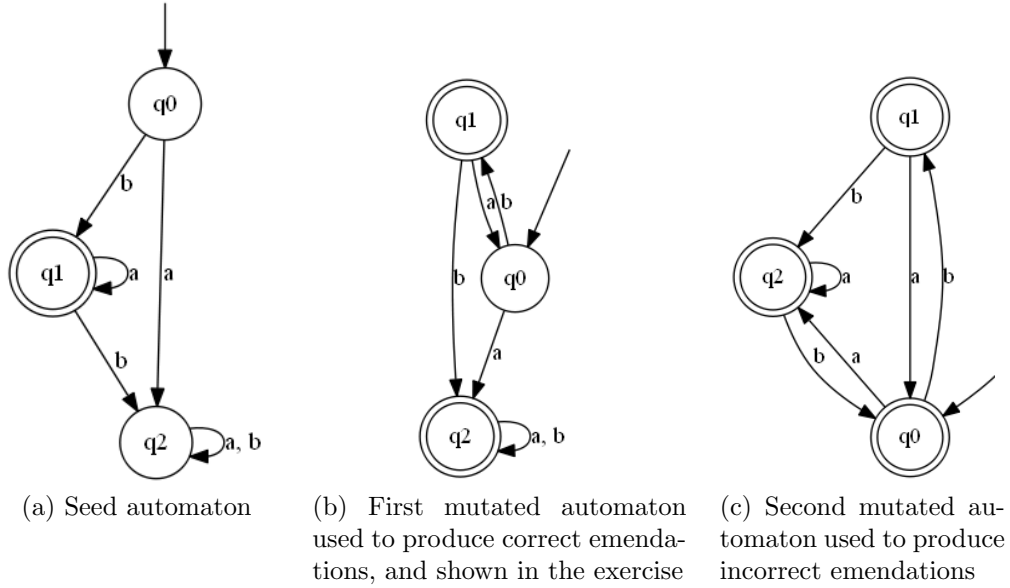 q0
b
q1
a
a
b
q2
a, b
(a) Seed automaton
q1
a b
b
q0
a
q2
a, b
(b) First mutated automaton
used to produce correct emenda-
tions, and shown in the exercise
q1
b
q2
a
a
b
b
a
q0
(c) Second mutated au-
tomaton used to produce
incorrect emendations